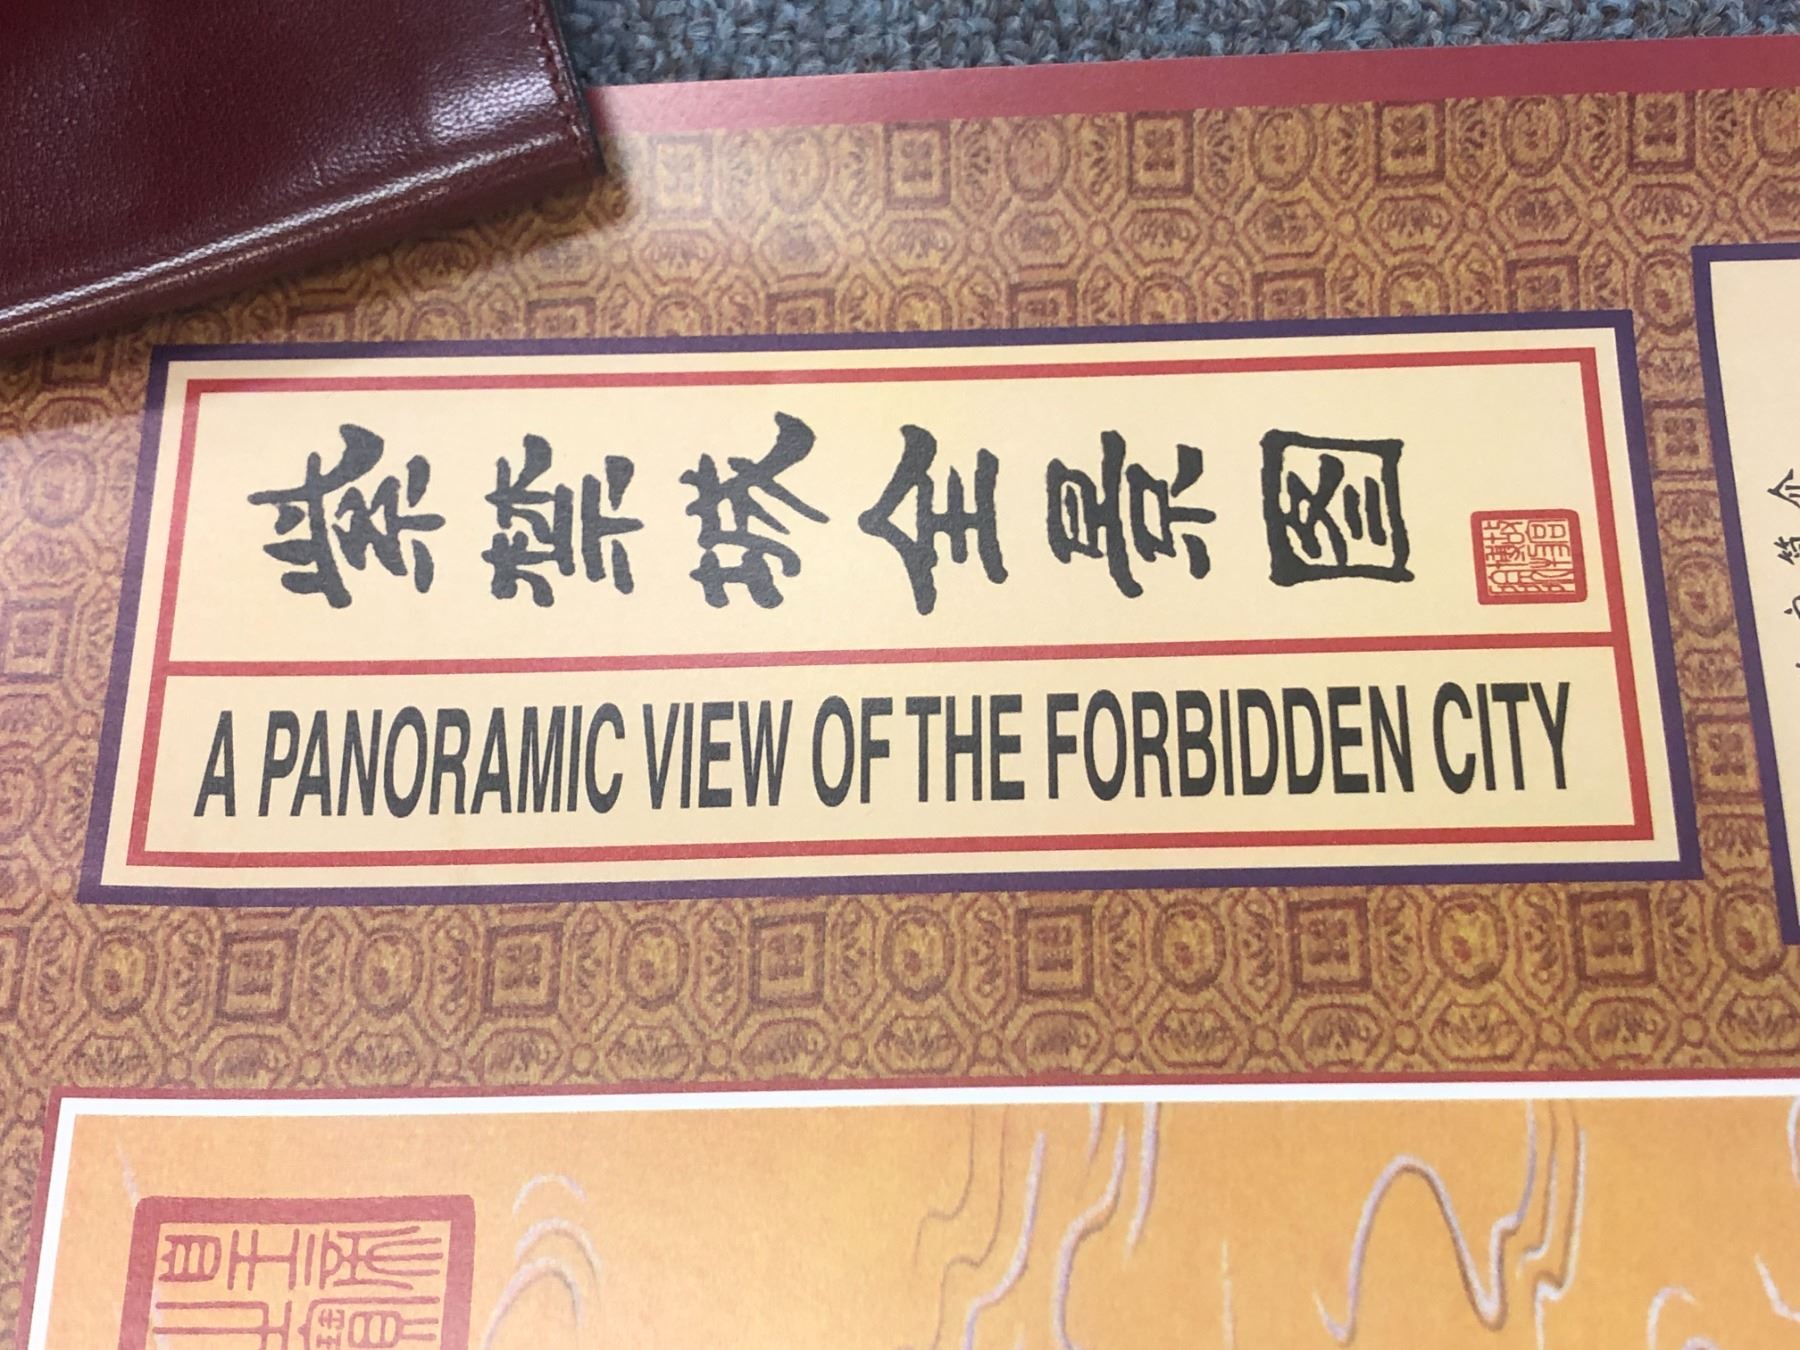 紫禁城全景图
A PANORAMIC VIEW OF THE FORBIDDEN CITY